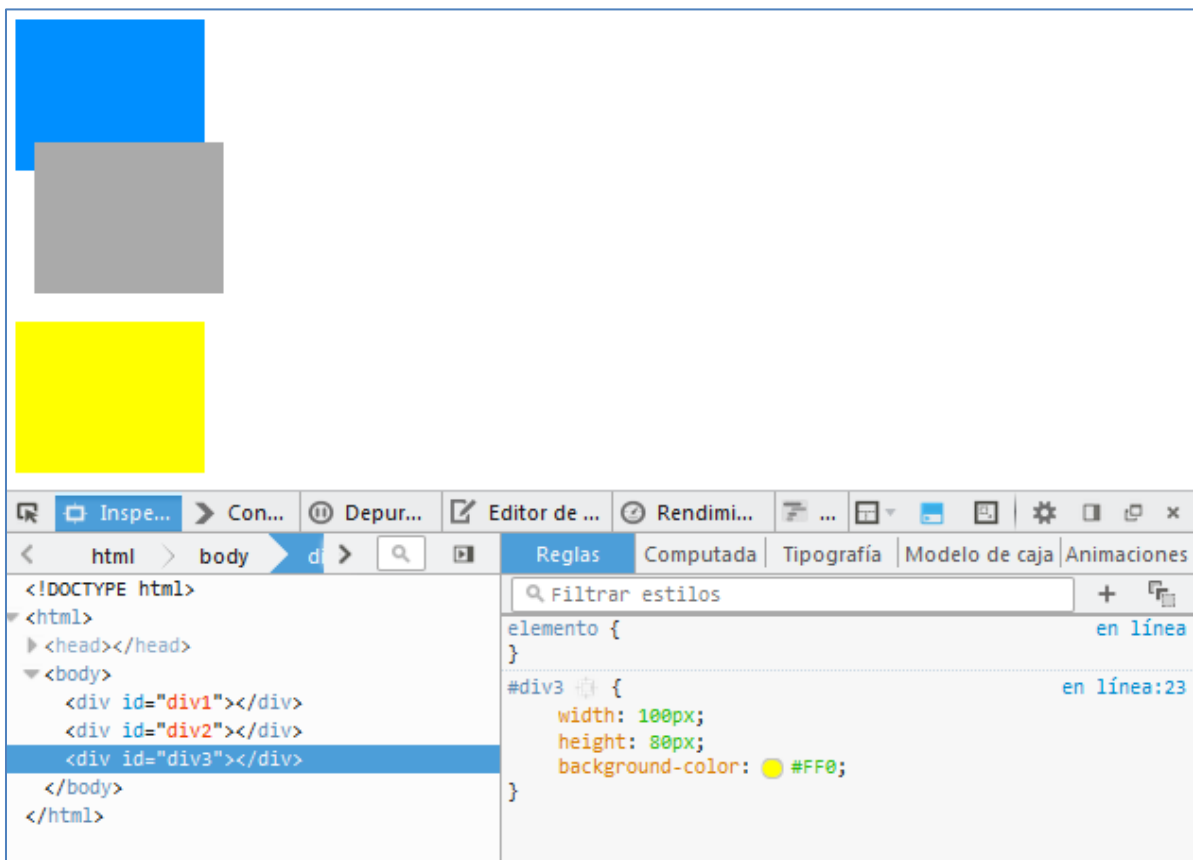 Inspe... Con... Depur... Editor de ... Rendimi... ...
html body di
Reglas Computada Tipografía Modelo de caja Animaciones
<!DOCTYPE html>
<html>
<head></head>
<body>
<div id="div1"></div>
<div id="div2"></div>
<div id="div3"></div>
</body>
</html>
Filtrar estilos
elemento { en línea
}
#div3 { en línea:23
width: 100px;
height: 80px;
background-color: #FF0;
}